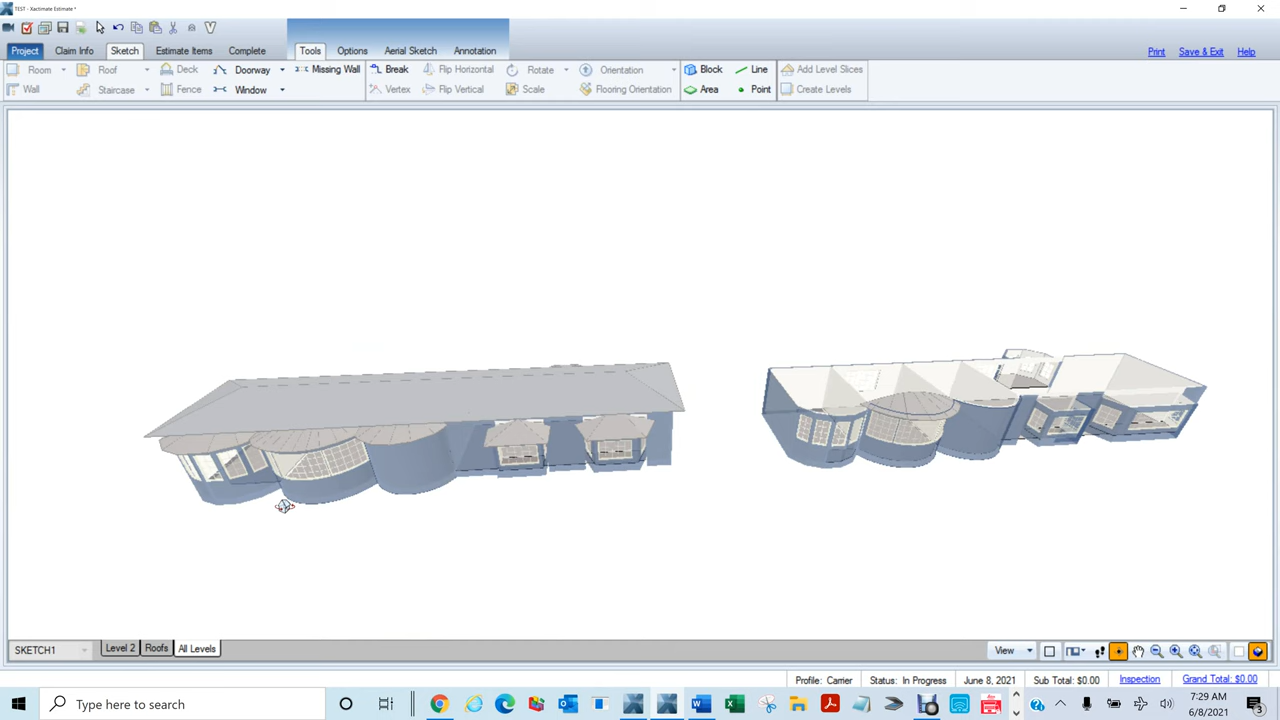 TEST - Xactimate Estimate*
Project Claim Info Sketch Estimate Items Complete Tools Options Aerial Sketch Annotation Print Save & Exit Help
Room Roof Deck Doorway Missing Wall Break Flip Horizontal Rotate Orientation Block Line Add Level Slices
Wall Staircase Fence Window Vertex Flip Vertical Scale Flooring Orientation Area Point Create Levels
SKETCH1 Level 2 Roofs All Levels View
Profile: Carrier Status: In Progress June 8, 2021 Sub Total: $0.00 Inspection Grand Total: $0.00
Type here to search
7:29 AM
6/8/2021
3